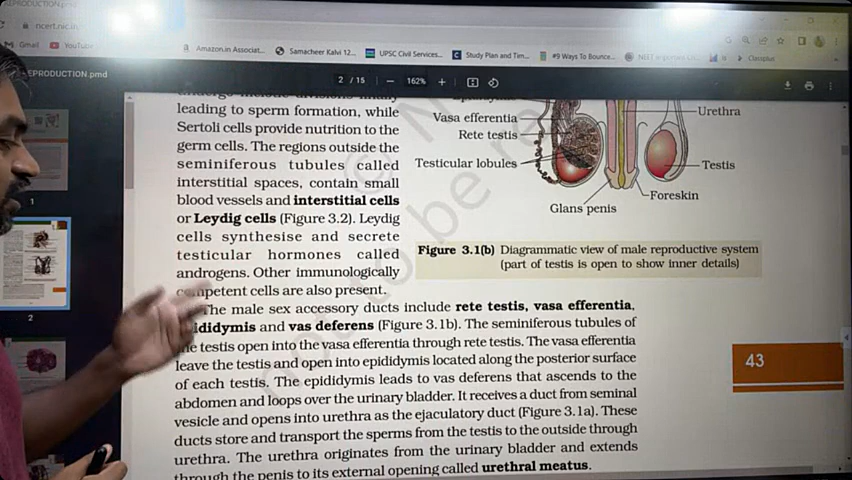 EPRODUCTION.pmd
ncert.nic.in
Gmail
YouTube
Amazon.in Associat...
Samacheer Kalvi 12...
UPSC Civil Services...
Study Plan and Tim...
#9 Ways To Bounce...
Classplus
EPRODUCTION.pmd
2 / 15
162%
1
2
leading to sperm formation, while
Sertoli cells provide nutrition to the
germ cells. The regions outside the
seminiferous tubules called
interstitial spaces, contain small
blood vessels and interstitial cells
or Leydig cells (Figure 3.2). Leydig
cells synthesise and secrete
testicular hormones called
androgens. Other immunologically
competent cells are also present.
Vasa efferentia
Rete testis
Testicular lobules
Urethra
Testis
Foreskin
Glans penis
Figure 3.1(b) Diagrammatic view of male reproductive system
(part of testis is open to show inner details)
The male sex accessory ducts include rete testis, vasa efferentia,
epididymis and vas deferens (Figure 3.1b). The seminiferous tubules of
the testis open into the vasa efferentia through rete testis. The vasa efferentia
leave the testis and open into epididymis located along the posterior surface
of each testis. The epididymis leads to vas deferens that ascends to the
abdomen and loops over the urinary bladder. It receives a duct from seminal
vesicle and opens into urethra as the ejaculatory duct (Figure 3.1a). These
ducts store and transport the sperms from the testis to the outside through
urethra. The urethra originates from the urinary bladder and extends
through the penis to its external opening called urethral meatus.
43